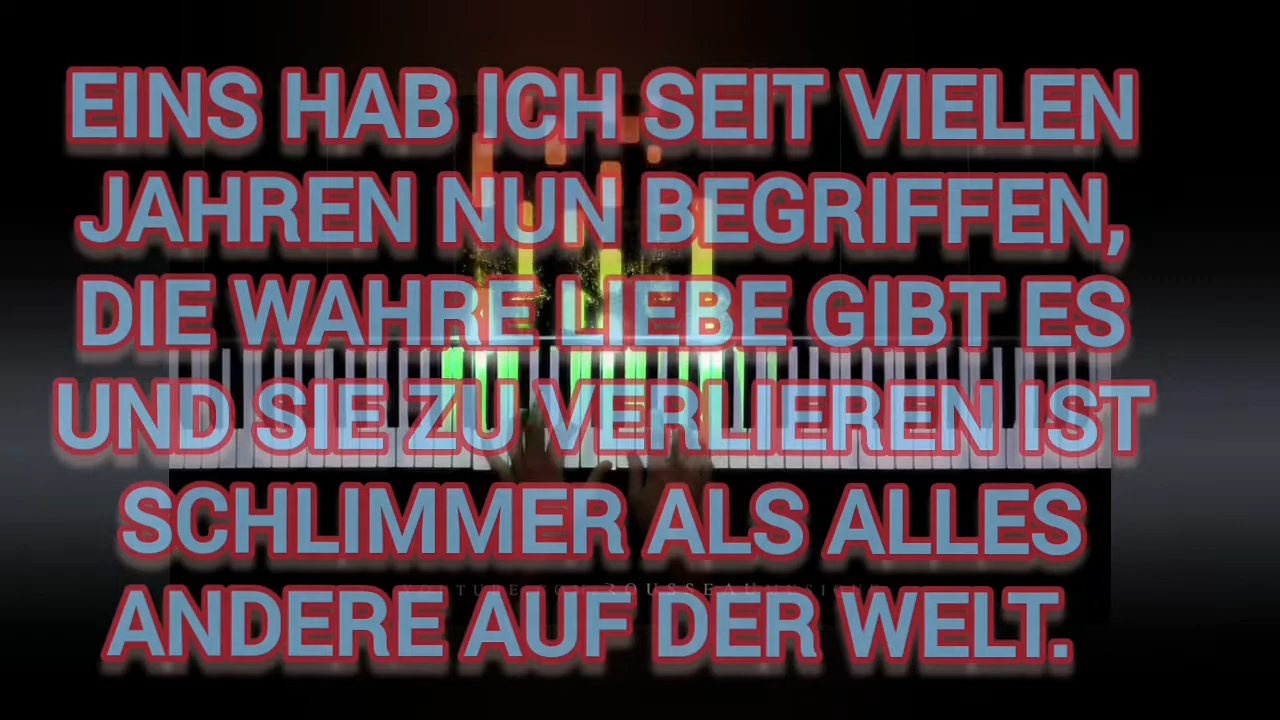 EINS HAB ICH SEIT VIELEN
JAHREN NUN BEGRIFFEN,
DIE WAHRE LIEBE GIBT ES
UND SIE ZU VERLIEREN IST
SCHLIMMER ALS ALLES
ANDERE AUF DER WELT.
ROUSSEAU